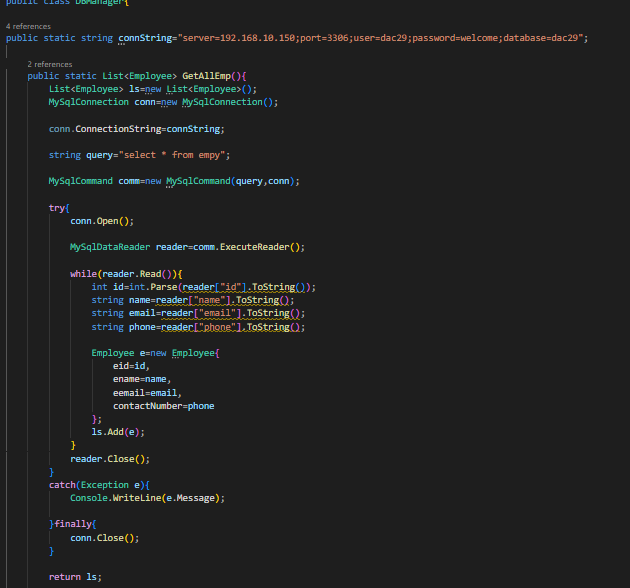 public class DBManager{
4 references
public static string connString="server=192.168.10.150;port=3306;user=dac29;password=welcome;database=dac29";
2 references
public static List<Employee> GetAllEmp(){
List<Employee> ls=new List<Employee>();
MySqlConnection conn=new MySqlConnection();
conn.ConnectionString=connString;
string query="select * from empy";
MySqlCommand comm=new MySqlCommand(query,conn);
try{
conn.Open();
MySqlDataReader reader=comm.ExecuteReader();
while(reader.Read()){
int id=int.Parse(reader["id"].ToString());
string name=reader["name"].ToString();
string email=reader["email"].ToString();
string phone=reader["phone"].ToString();
Employee e=new Employee{
eid=id,
ename=name,
eemail=email,
contactNumber=phone
};
ls.Add(e);
}
reader.Close();
}
catch(Exception e){
Console.WriteLine(e.Message);
}finally{
conn.Close();
}
return ls;